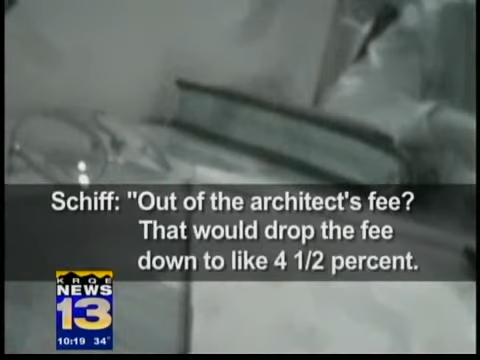 Schiff: "Out of the architect's fee?
That would drop the fee
down to like 4 1/2 percent.
KRQE
NEWS
13
10:19 34°